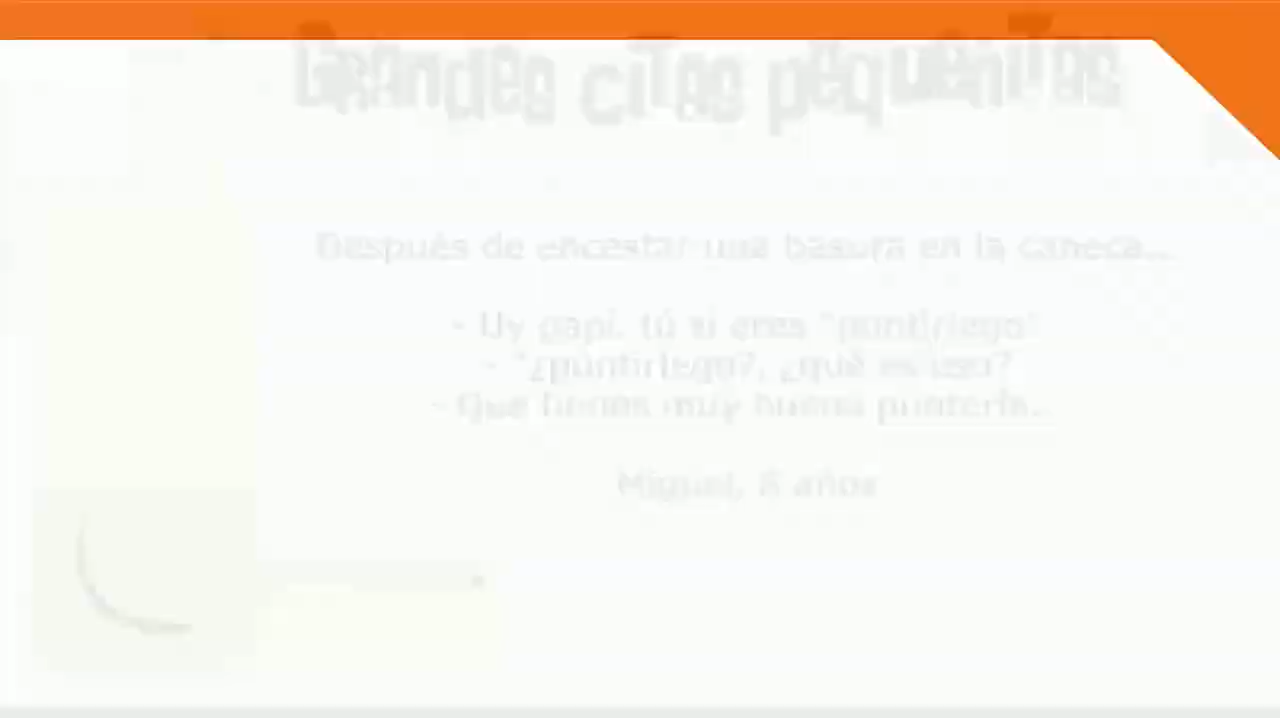 Grandes citas pequeñitas
Después de encestar una basura en la caneca...
- Uy papi, tú si eres "puntiriego"
- "¿puntiriego?, ¿qué es eso?
- Que tienes muy buena puntería...
Miguel, 8 años